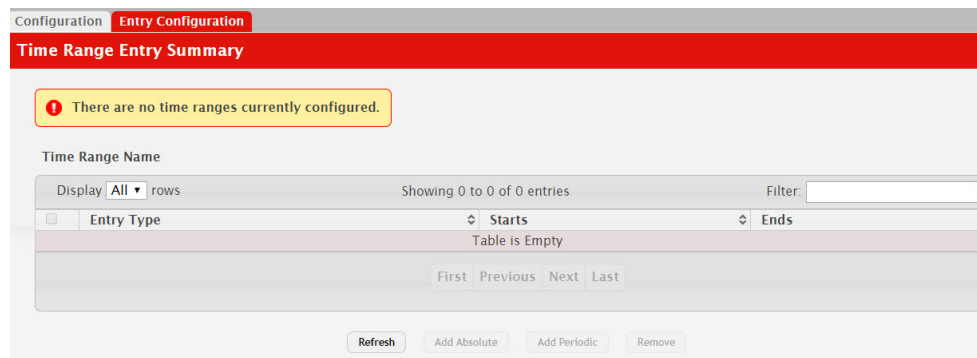 Configuration Entry Configuration
Time Range Entry Summary
There are no time ranges currently configured.
Time Range Name
Display All rows Showing 0 to 0 of 0 entries Filter:
Entry Type Starts Ends
Table is Empty
First Previous Next Last
Refresh Add Absolute Add Periodic Remove